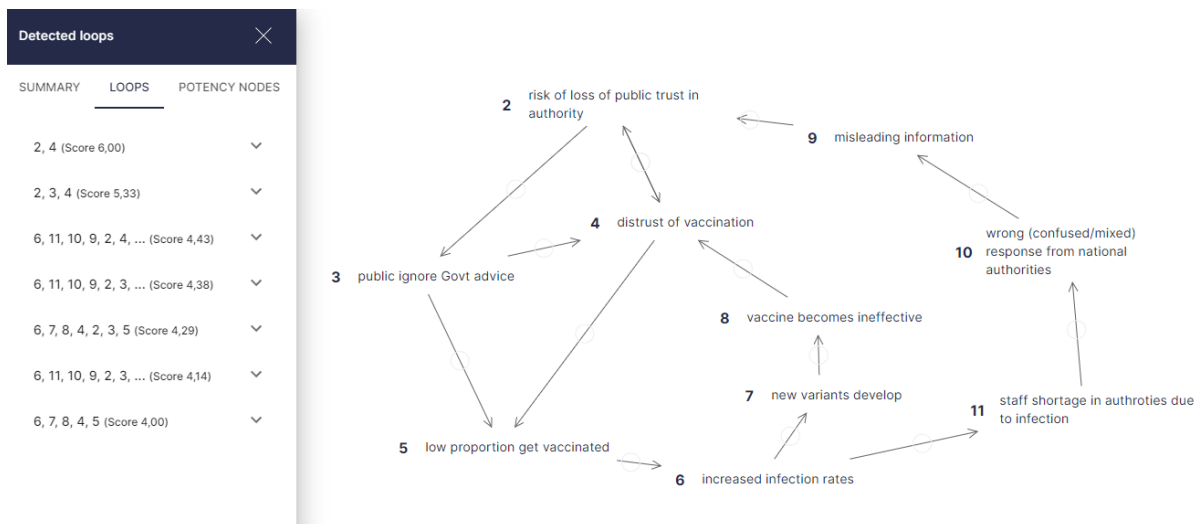 Detected loops
SUMMARY LOOPS POTENCY NODES
2, 4 (Score 6,00)
2, 3, 4 (Score 5,33)
6, 11, 10, 9, 2, 4, ... (Score 4,43)
6, 11, 10, 9, 2, 3, ... (Score 4,38)
6, 7, 8, 4, 2, 3, 5 (Score 4,29)
6, 11, 10, 9, 2, 3, ... (Score 4,14)
6, 7, 8, 4, 5 (Score 4,00)
2 risk of loss of public trust in
authority
9 misleading information
4 distrust of vaccination
10 wrong (confused/mixed)
response from national
authorities
3 public ignore Govt advice
8 vaccine becomes ineffective
7 new variants develop
11 staff shortage in authroties due
to infection
5 low proportion get vaccinated
6 increased infection rates